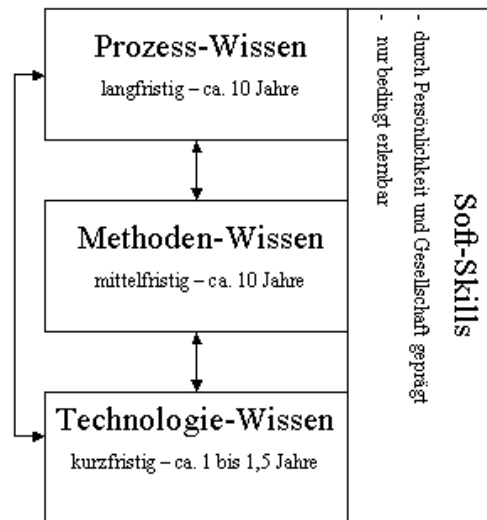 Prozess-Wissen
langfristig – ca. 10 Jahre
Methoden-Wissen
mittelfristig – ca. 10 Jahre
Technologie-Wissen
kurzfristig – ca. 1 bis 1,5 Jahre
Soft-Skills
- durch Persönlichkeit und Gesellschaft geprägt
- nur bedingt erlernbar